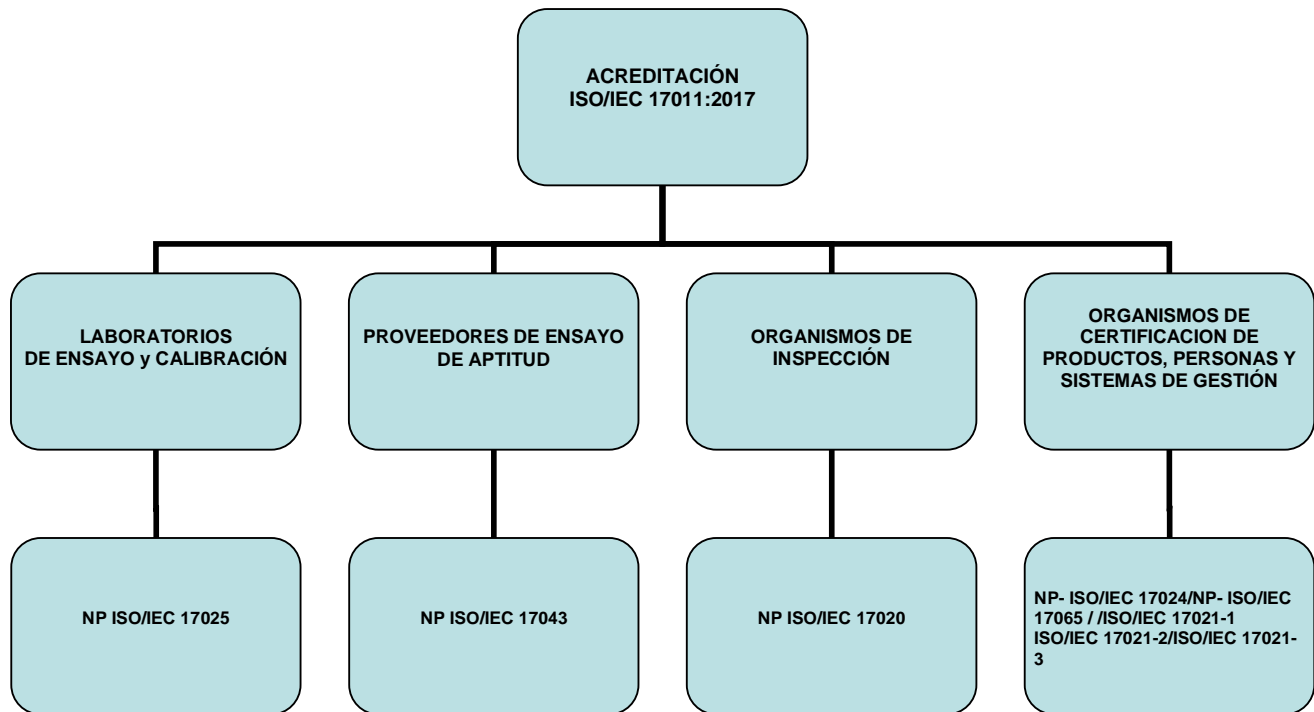 ACREDITACIÓN
ISO/IEC 17011:2017
LABORATORIOS
DE ENSAYO y CALIBRACIÓN
PROVEEDORES DE ENSAYO
DE APTITUD
ORGANISMOS DE
INSPECCIÓN
ORGANISMOS DE
CERTIFICACION DE
PRODUCTOS, PERSONAS Y
SISTEMAS DE GESTIÓN
NP ISO/IEC 17025
NP ISO/IEC 17043
NP ISO/IEC 17020
NP- ISO/IEC 17024/NP- ISO/IEC
17065 / /ISO/IEC 17021-1
ISO/IEC 17021-2/ISO/IEC 17021-
3